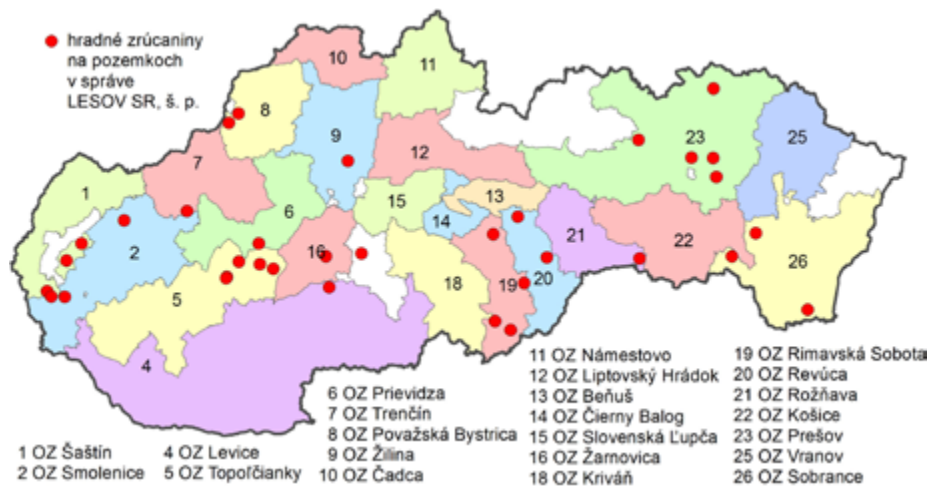 hradné zrúcaniny
na pozemkoch
v správe
LESOV SR, š. p.
10
11
8
9
7
12
23
25
1
15
13
6
14
2
16
21
22
5
18
19
20
26
4
1 OZ Šaštín
2 OZ Smolenice
4 OZ Levice
5 OZ Topoľčianky
6 OZ Prievidza
7 OZ Trenčín
8 OZ Považská Bystrica
9 OZ Žilina
10 OZ Čadca
11 OZ Námestovo
12 OZ Liptovský Hrádok
13 OZ Beňuš
14 OZ Čierny Balog
15 OZ Slovenská Ľupča
16 OZ Žarnovica
18 OZ Kriváň
19 OZ Rimavská Sobota
20 OZ Revúca
21 OZ Rožňava
22 OZ Košice
23 OZ Prešov
25 OZ Vranov
26 OZ Sobrance